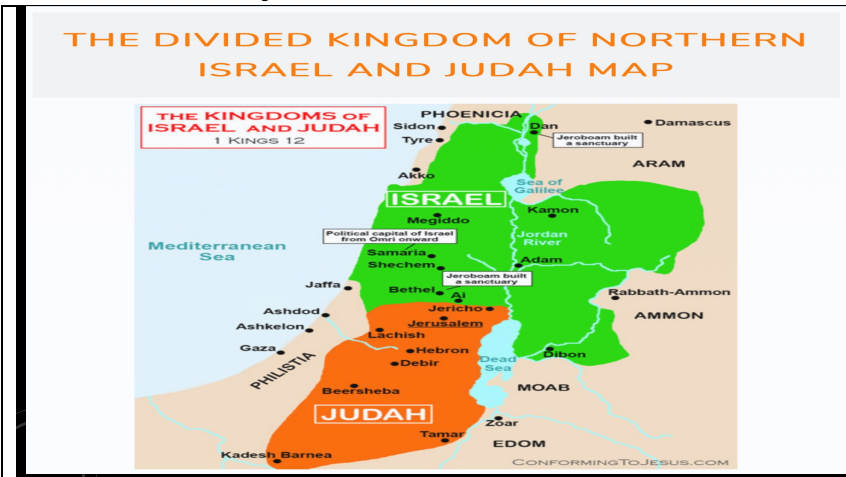 THE DIVIDED KINGDOM OF NORTHERN
ISRAEL AND JUDAH MAP
THE KINGDOMS OF
ISRAEL AND JUDAH
1 KINGS 12
PHOENICIA
Sidon
Dan
Damascus
Tyre
Jeroboam built
a sanctuary
ARAM
Akko
Sea of
Galilee
ISRAEL
Kamon
Megiddo
Political capital of Israel
from Omri onward
Jordan
River
Mediterranean
Sea
Samaria
Shechem
Adam
Jeroboam built
a sanctuary
Jaffa
Bethel
Ai
Rabbath-Ammon
Jericho
Ashdod
AMMON
Jerusalem
Ashkelon
Lachish
Gaza
Hebron
Dead
Sea
Dibon
Debir
PHILISTIA
Beersheba
MOAB
JUDAH
Zoar
Tamar
EDOM
Kadesh Barnea
CONFORMINGTOJESUS.COM